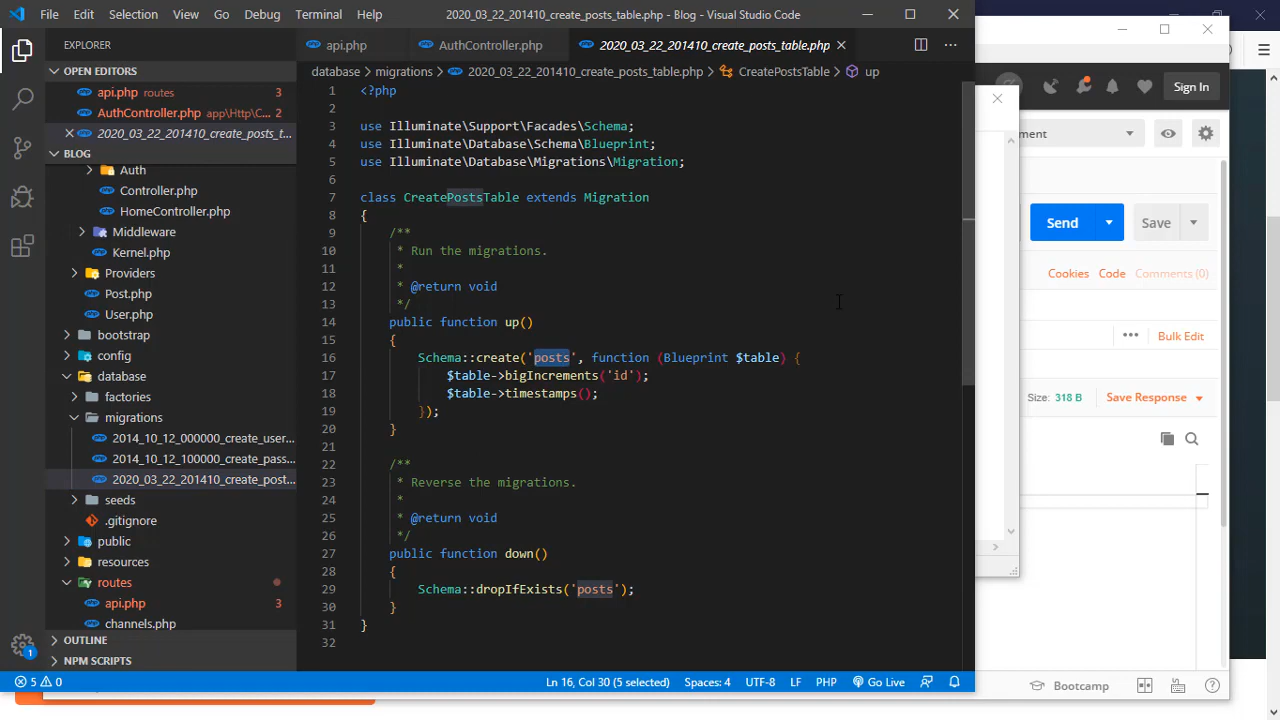 File Edit Selection View Go Debug Terminal Help 2020_03_22_201410_create_posts_table.php - Blog - Visual Studio Code
EXPLORER
OPEN EDITORS
api.php routes 3
AuthController.php app\Http\C... 2
2020_03_22_201410_create_posts_t...
BLOG
Auth
Controller.php
HomeController.php
Middleware
Kernel.php
Providers
Post.php
User.php
bootstrap
config
database
factories
migrations
2014_10_12_000000_create_user...
2014_10_12_100000_create_pass...
2020_03_22_201410_create_post...
seeds
.gitignore
public
resources
routes
api.php 3
channels.php
OUTLINE
NPM SCRIPTS
1
api.php AuthController.php 2020_03_22_201410_create_posts_table.php
database > migrations > 2020_03_22_201410_create_posts_table.php > CreatePostsTable > up
1 <?php
2
3 use Illuminate\Support\Facades\Schema;
4 use Illuminate\Database\Schema\Blueprint;
5 use Illuminate\Database\Migrations\Migration;
6
7 class CreatePostsTable extends Migration
8 {
9 /**
10 * Run the migrations.
11 *
12 * @return void
13 */
14 public function up()
15 {
16 Schema::create('posts', function (Blueprint $table) {
17 $table->bigIncrements('id');
18 $table->timestamps();
19 });
20 }
21
22 /**
23 * Reverse the migrations.
24 *
25 * @return void
26 */
27 public function down()
28 {
29 Schema::dropIfExists('posts');
30 }
31 }
32
5 0 Ln 16, Col 30 (5 selected) Spaces: 4 UTF-8 LF PHP Go Live
Sign In
ment
Send Save
Cookies Code Comments (0)
Bulk Edit
Size: 318 B Save Response
Bootcamp